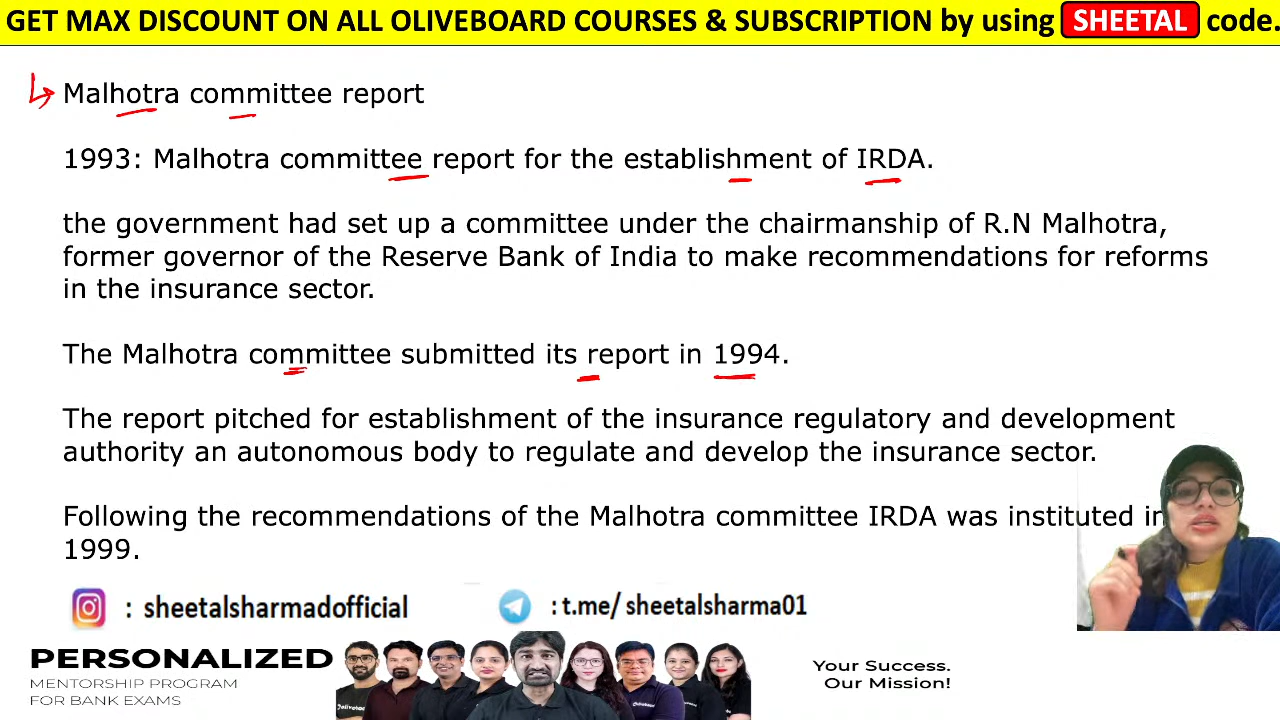 GET MAX DISCOUNT ON ALL OLIVEBOARD COURSES & SUBSCRIPTION by using SHEETAL code.
Malhotra committee report
1993: Malhotra committee report for the establishment of IRDA.
the government had set up a committee under the chairmanship of R.N Malhotra,
former governor of the Reserve Bank of India to make recommendations for reforms
in the insurance sector.
The Malhotra committee submitted its report in 1994.
The report pitched for establishment of the insurance regulatory and development
authority an autonomous body to regulate and develop the insurance sector.
Following the recommendations of the Malhotra committee IRDA was instituted in
1999.
: sheetalsharmadofficial
: t.me/ sheetalsharma01
PERSONALIZED
MENTORSHIP PROGRAM
FOR BANK EXAMS
Your Success.
Our Mission!